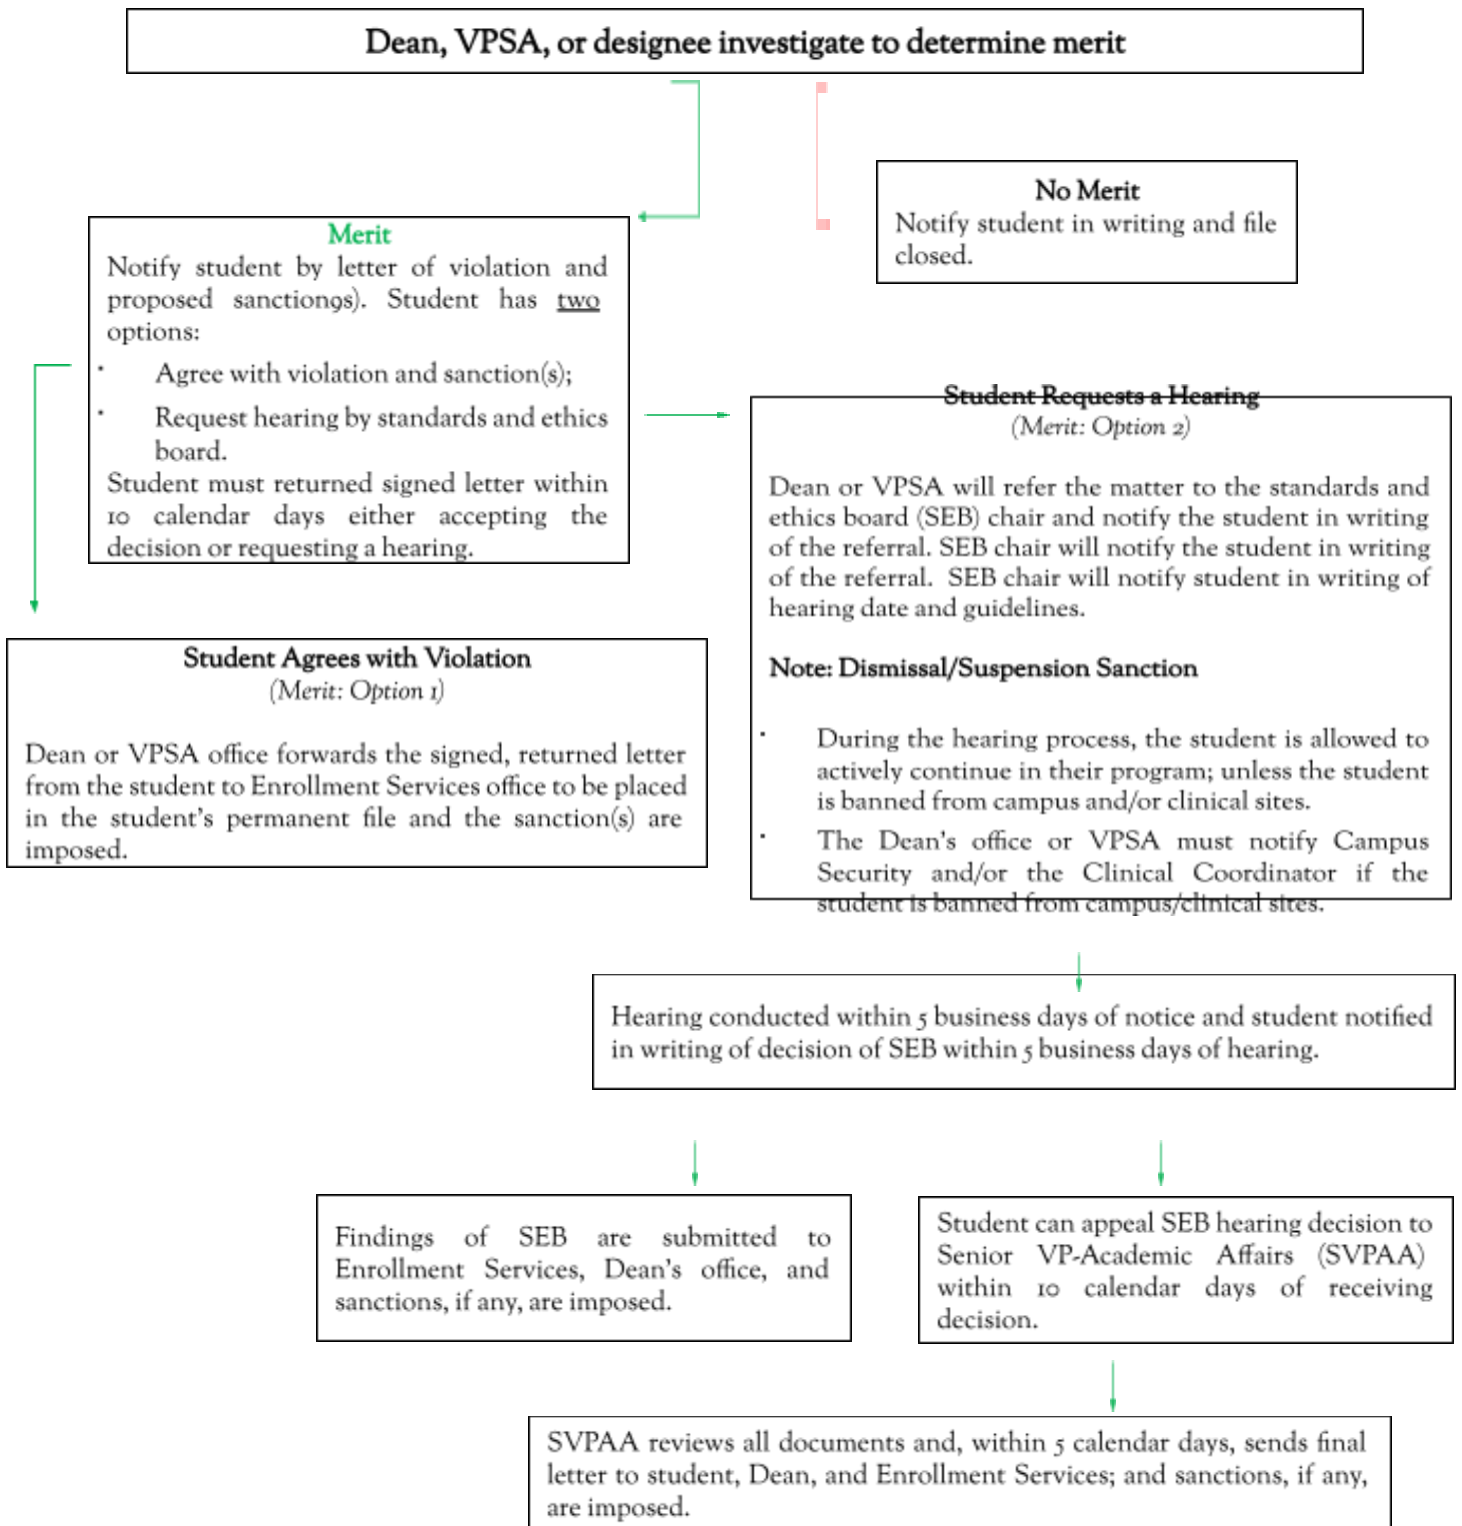 Dean, VPSA, or designee investigate to determine merit
No Merit
Notify student in writing and file
closed.
Merit
Notify student by letter of violation and
proposed sanction9s). Student has two
options:
· Agree with violation and sanction(s);
· Request hearing by standards and ethics
board.
Student must returned signed letter within
10 calendar days either accepting the
decision or requesting a hearing.
Student Requests a Hearing
(Merit: Option 2)
Dean or VPSA will refer the matter to the standards and
ethics board (SEB) chair and notify the student in writing
of the referral. SEB chair will notify the student in writing
of the referral. SEB chair will notify student in writing of
hearing date and guidelines.
Note: Dismissal/Suspension Sanction
· During the hearing process, the student is allowed to
actively continue in their program; unless the student
is banned from campus and/or clinical sites.
· The Dean's office or VPSA must notify Campus
Security and/or the Clinical Coordinator if the
student is banned from campus/clinical sites.
Student Agrees with Violation
(Merit: Option 1)
Dean or VPSA office forwards the signed, returned letter
from the student to Enrollment Services office to be placed
in the student's permanent file and the sanction(s) are
imposed.
Hearing conducted within 5 business days of notice and student notified
in writing of decision of SEB within 5 business days of hearing.
Findings of SEB are submitted to
Enrollment Services, Dean's office, and
sanctions, if any, are imposed.
Student can appeal SEB hearing decision to
Senior VP-Academic Affairs (SVPAA)
within 10 calendar days of receiving
decision.
SVPAA reviews all documents and, within 5 calendar days, sends final
letter to student, Dean, and Enrollment Services; and sanctions, if any,
are imposed.